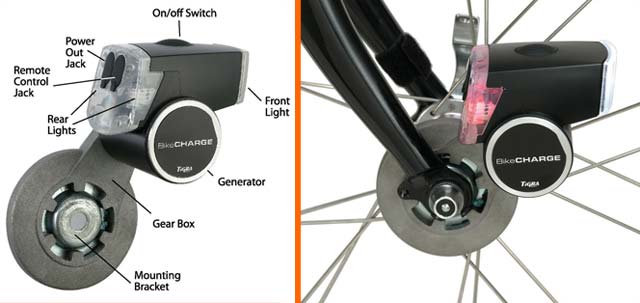 On/off Switch
Power
Out
Jack
Remote
Control
Jack
Rear
Lights
Front
Light
BikeCHARGE
TIGRA
Generator
Gear Box
Mounting
Bracket
BikeCHARGE
TIGRA